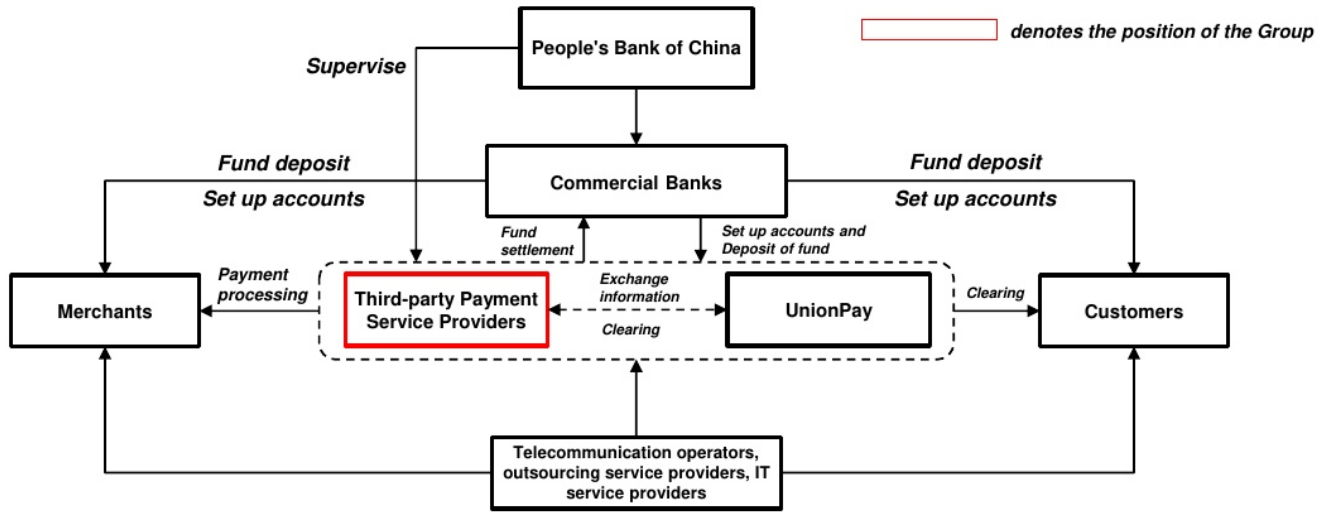 People's Bank of China
denotes the position of the Group
Supervise
Fund deposit
Set up accounts
Commercial Banks
Fund deposit
Set up accounts
Fund
settlement
Set up accounts and
Deposit of fund
Merchants
Payment
processing
Third-party Payment
Service Providers
Exchange
information
Clearing
UnionPay
Clearing
Customers
Telecommunication operators,
outsourcing service providers, IT
service providers